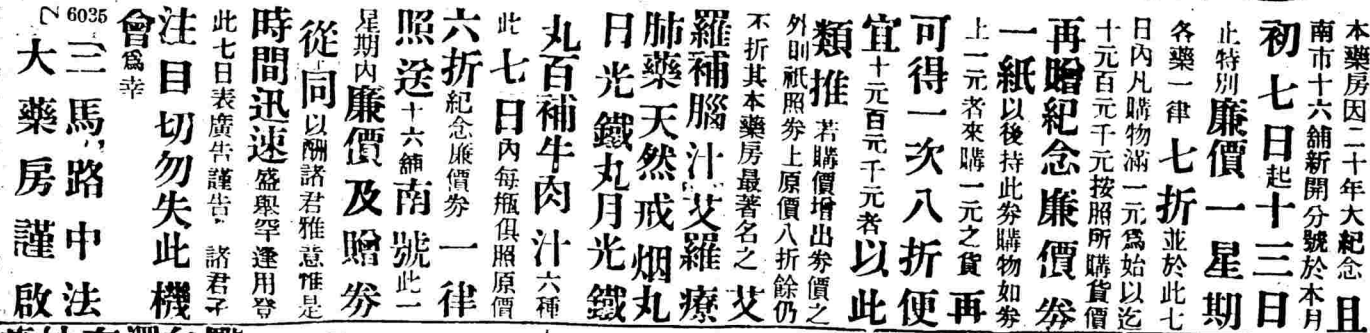 本藥房因二十年大紀念日
南市十六舖新開分號於本月
初七日起十三日
止特別廉價一星期
各藥一律七折並於此七
日內凡購物滿一元爲始以迄
十元百元千元按照所購貨價
再贈紀念廉價券
一紙以後持此券購物如券
上一元者來購一元之貨再
可得一次八折便
宜十元百元千元者以此
類推若購價增出券價之
外則祇照券上原價八折餘仍
不折其本藥房最著名之艾
羅補腦汁艾羅療
肺藥天然戒烟丸
日光鐵丸月光鐵
丸百補牛肉汁六種
此七日內每瓶俱照原價
六折紀念廉價券一律
照送十六舖南號此一
星期內廉價及贈券
從同以酬諸君雅意惟是
時間迅速盛舉罕逢用登
此七日表廣告謹告諸君子
注目切勿失此機
會爲幸
6035
三馬路中法
大藥房謹啟